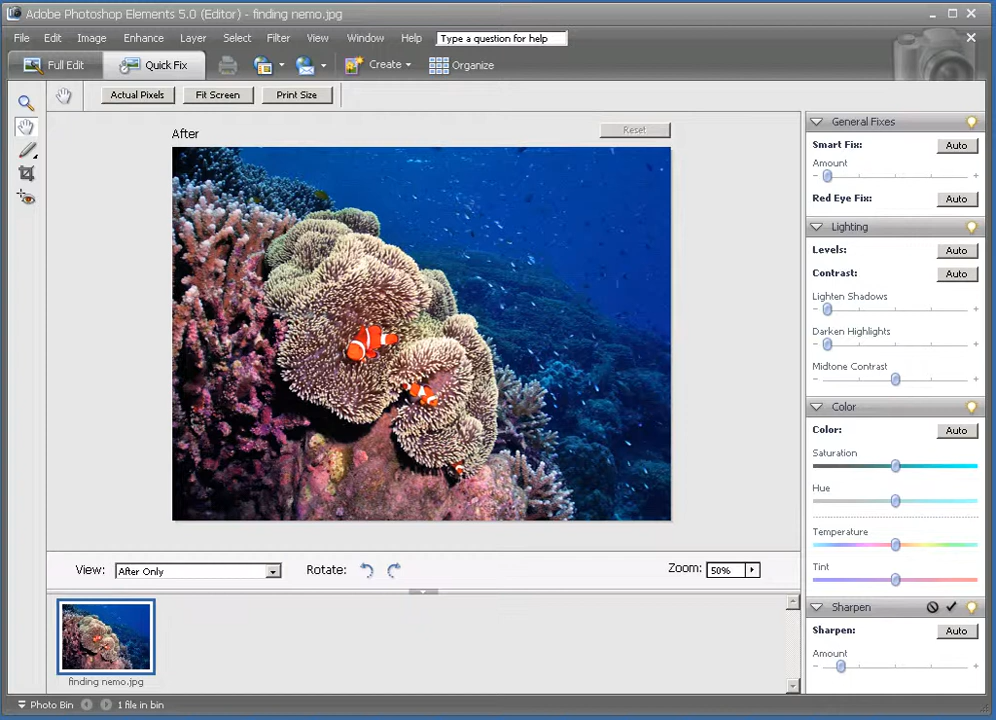 Adobe Photoshop Elements 5.0 (Editor) - finding nemo.jpg
File Edit Image Enhance Layer Select Filter View Window Help Type a question for help
Full Edit Quick Fix Create Organize
Actual Pixels Fit Screen Print Size
After Reset
General Fixes
Smart Fix: Auto
Amount
- +
Red Eye Fix: Auto
Lighting
Levels: Auto
Contrast: Auto
Lighten Shadows
- +
Darken Highlights
- +
Midtone Contrast
- +
Color
Color: Auto
Saturation
Hue
Temperature
Tint
Sharpen
Sharpen: Auto
Amount
- +
View: After Only Rotate: Zoom: 50%
finding nemo.jpg
Photo Bin 1 file in bin